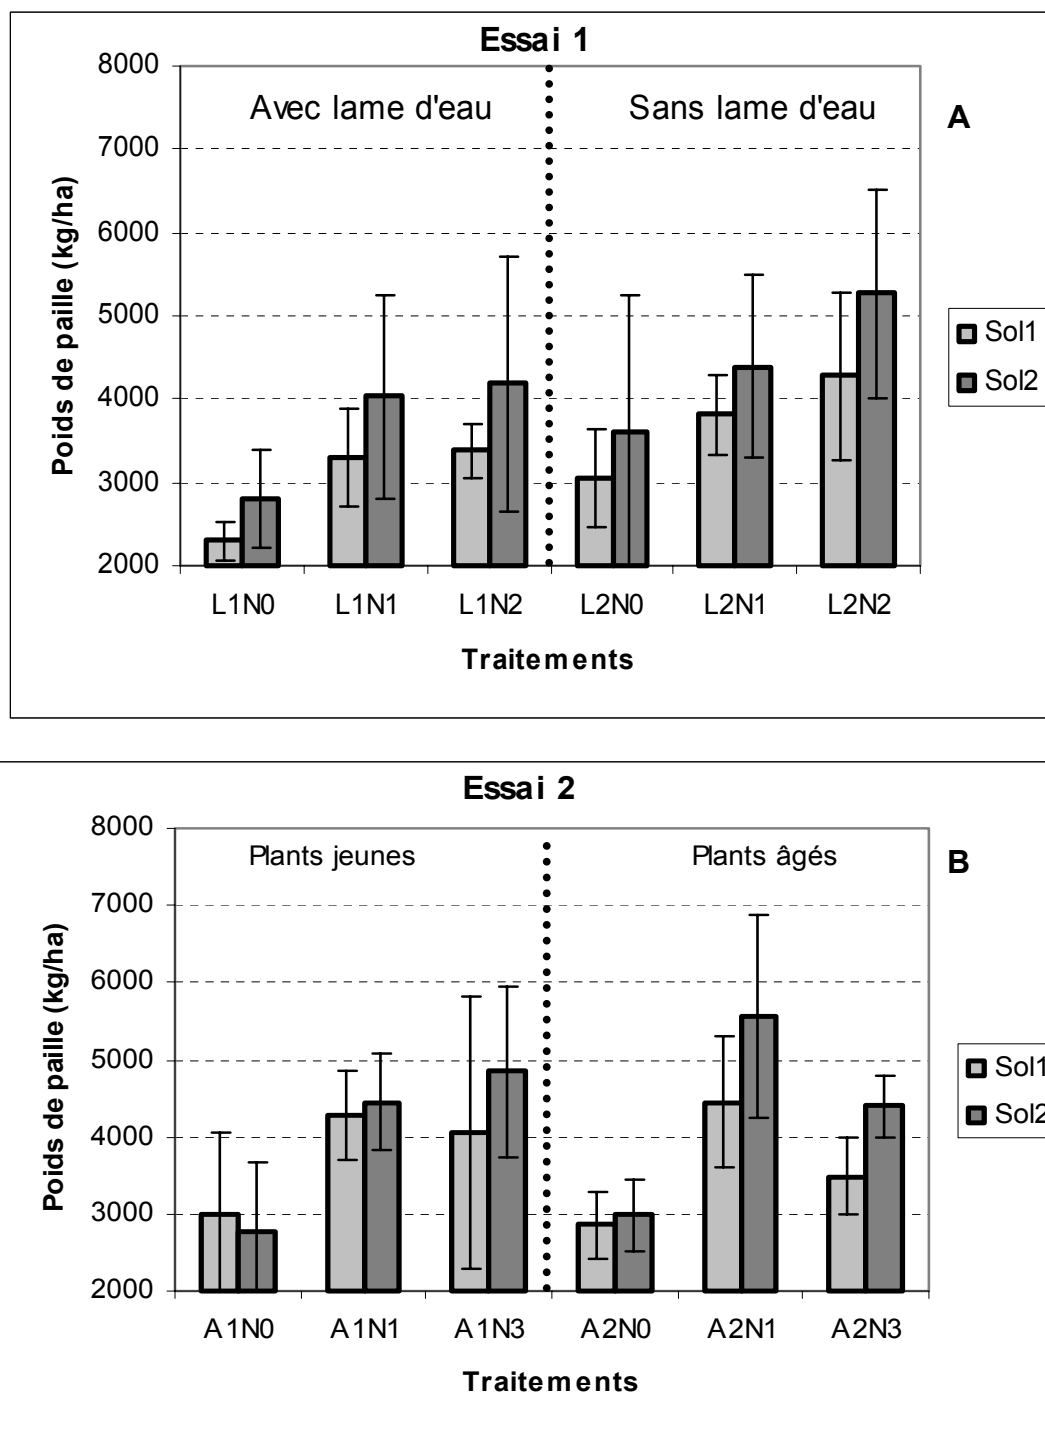 Essai 1
8000
7000
6000
5000
4000
3000
2000
Poids de paille (kg/ha)
Avec lame d'eau
Sans lame d'eau
A
Sol1
Sol2
L1N0 L1N1 L1N2 L2N0 L2N1 L2N2
Traitements
Essai 2
8000
7000
6000
5000
4000
3000
2000
Poids de paille (kg/ha)
Plants jeunes
Plants âgés
B
Sol1
Sol2
A1N0 A1N1 A1N3 A2N0 A2N1 A2N3
Traitements